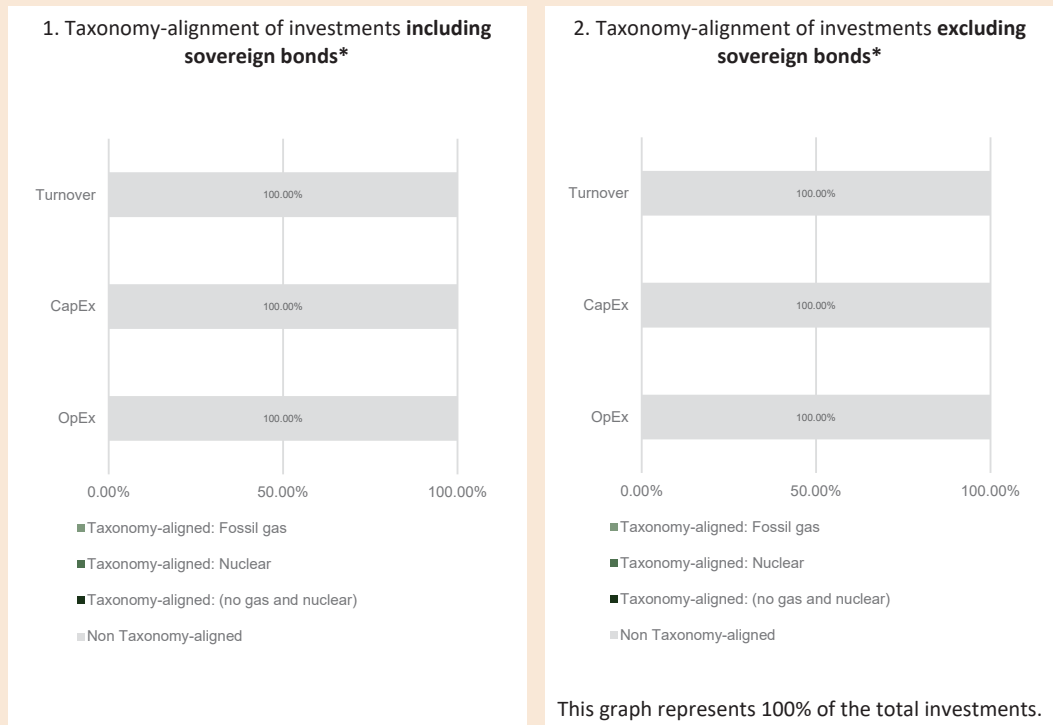 1. Taxonomy-alignment of investments including
sovereign bonds*
Turnover
100.00%
CapEx
100.00%
OpEx
100.00%
0.00%
50.00%
100.00%
Taxonomy-aligned: Fossil gas
Taxonomy-aligned: Nuclear
Taxonomy-aligned: (no gas and nuclear)
Non Taxonomy-aligned
2. Taxonomy-alignment of investments excluding
sovereign bonds*
Turnover
100.00%
CapEx
100.00%
OpEx
100.00%
0.00%
50.00%
100.00%
Taxonomy-aligned: Fossil gas
Taxonomy-aligned: Nuclear
Taxonomy-aligned: (no gas and nuclear)
Non Taxonomy-aligned
This graph represents 100% of the total investments.